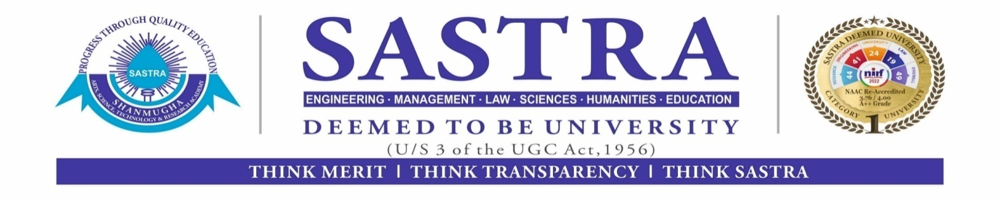 PROGRESS THROUGH QUALITY EDUCATION
SASTRA
SHANMUGHA
ARTS, SCIENCE, TECHNOLOGY & RESEARCH ACADEMY
SASTRA
ENGINEERING · MANAGEMENT · LAW · SCIENCES · HUMANITIES · EDUCATION
DEEMED TO BE UNIVERSITY
(U/S 3 of the UGC Act,1956)
THINK MERIT | THINK TRANSPARENCY | THINK SASTRA
SASTRA DEEMED UNIVERSITY
RESEARCH ENGINEERING UNIVERSITY LAW OVERALL
44 41 24 19 49
nirf
2022
NAAC Re-Accredited
3.76 / 4.00
A++ Grade
CATEGORY 1 UNIVERSITY